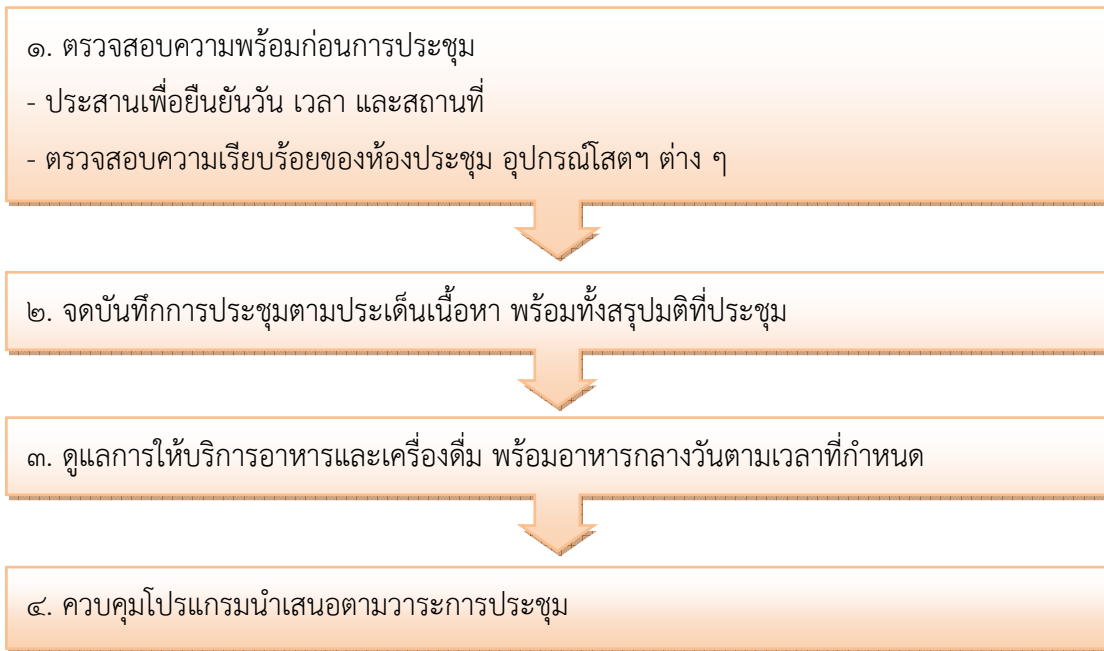 ๑. ตรวจสอบความพร้อมก่อนการประชุม
- ประสานเพื่อยืนยันวัน เวลา และสถานที่
- ตรวจสอบความเรียบร้อยของห้องประชุม อุปกรณ์โสตฯ ต่าง ๆ
๒. จดบันทึกการประชุมตามประเด็นเนื้อหา พร้อมทั้งสรุปมติที่ประชุม
๓. ดูแลการให้บริการอาหารและเครื่องดื่ม พร้อมอาหารกลางวันตามเวลาที่กำหนด
๔. ควบคุมโปรแกรมนำเสนอตามวาระการประชุม